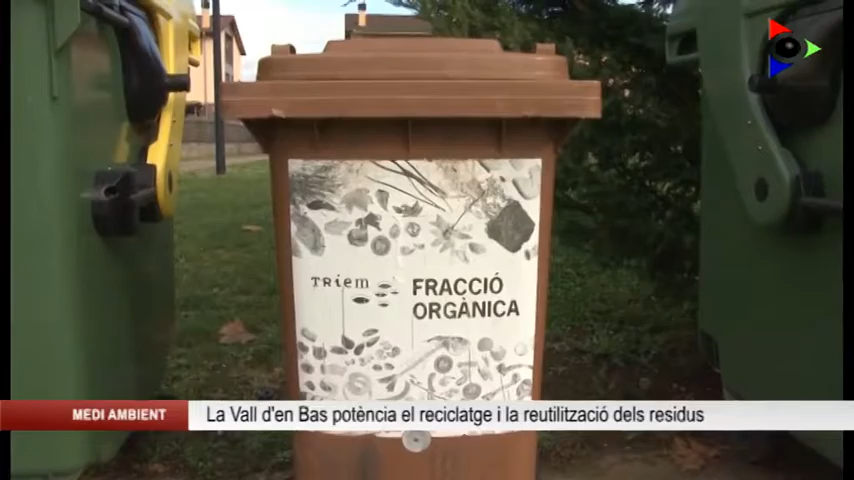 TRiem
FRACCIÓ
ORGÀNICA
MEDI AMBIENT
La Vall d'en Bas potència el reciclatge i la reutilització dels residus